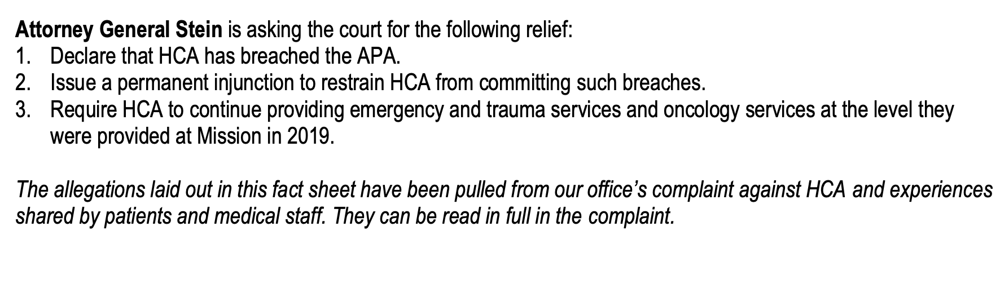 Attorney General Stein is asking the court for the following relief:
1. Declare that HCA has breached the APA.
2. Issue a permanent injunction to restrain HCA from committing such breaches.
3. Require HCA to continue providing emergency and trauma services and oncology services at the level they
were provided at Mission in 2019.
The allegations laid out in this fact sheet have been pulled from our office’s complaint against HCA and experiences
shared by patients and medical staff. They can be read in full in the complaint.